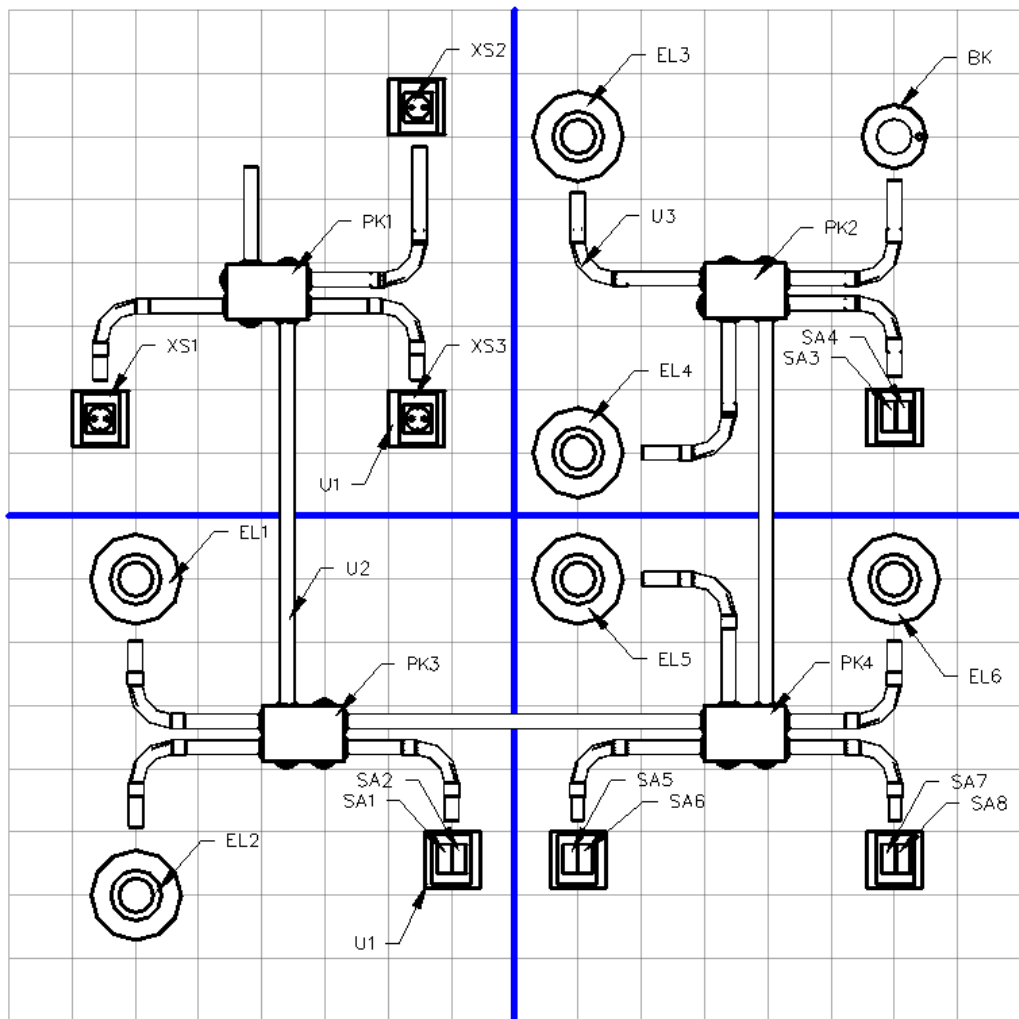 XS2
EL3
BK
PK1
U3
PK2
XS1
XS3
SA4
SA3
EL4
U1
EL1
U2
EL5
PK3
PK4
EL6
SA2
SA1
SA5
SA6
SA7
SA8
EL2
U1